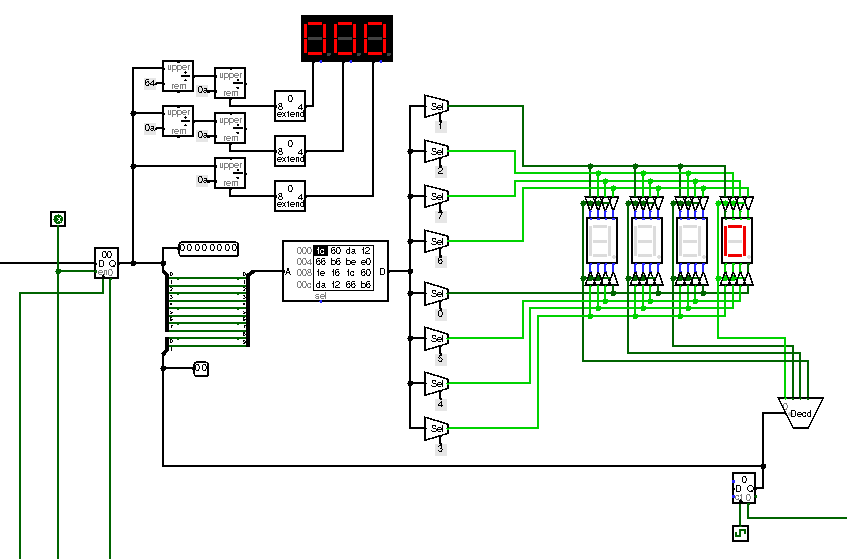 000
upper
rem
64
upper
rem
0a
0
8 4
extend
upper
rem
0a
upper
rem
0a
0
8 4
extend
upper
rem
0a
0
8 4
extend
Sel
1
Sel
2
Sel
7
Sel
6
Sel
0
Sel
5
Sel
4
Sel
3
00
D Q
en 0
00000000
00
A
D
000 fc 60 da f2
004 66 b6 be e0
008 fe f6 fc 60
00c da f2 66 b6
sel
0
0
Decd
0
D Q